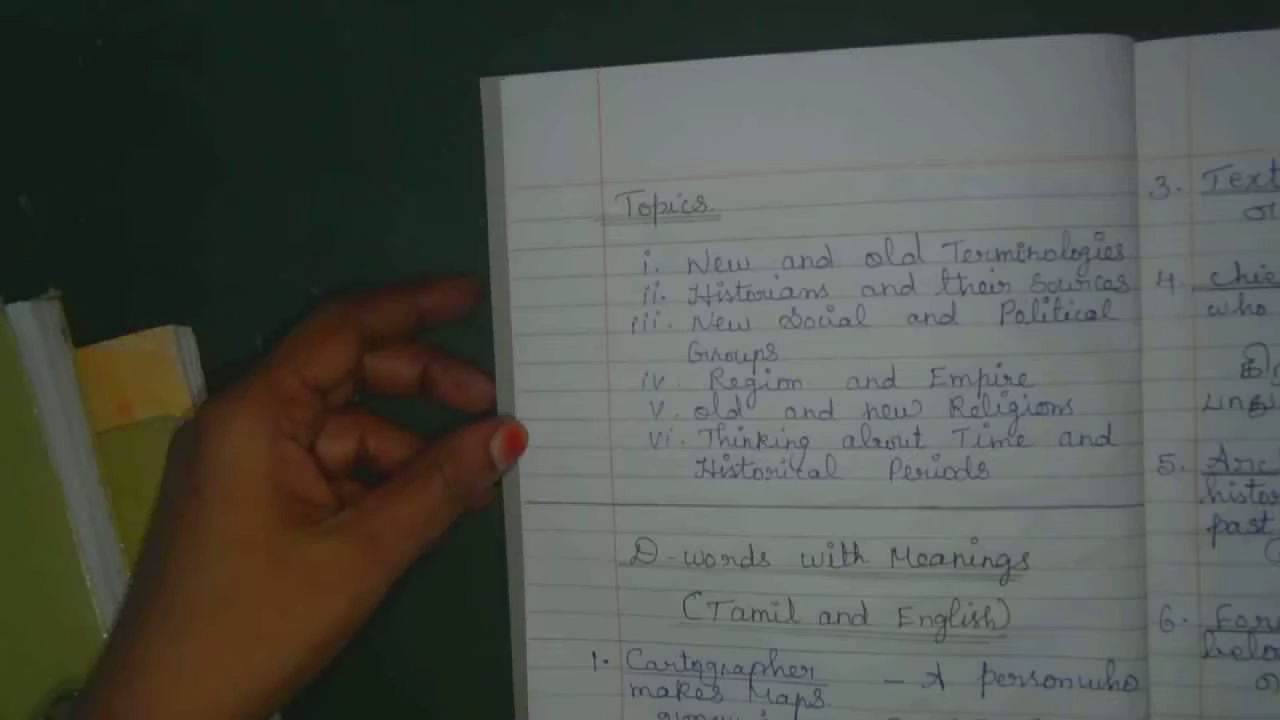 Topics
i. New and old Terminologies
ii. Historians and their sources
iii. New Social and Political
Groups
iv. Region and Empire
v. old and new Religions
vi. Thinking about Time and
Historical Periods
D-words with Meanings
(Tamil and English)
1. Cartographer - A person who
makes Maps.
3. Text
4. Chie
who
5. Arc
histo
past
6. For
belo